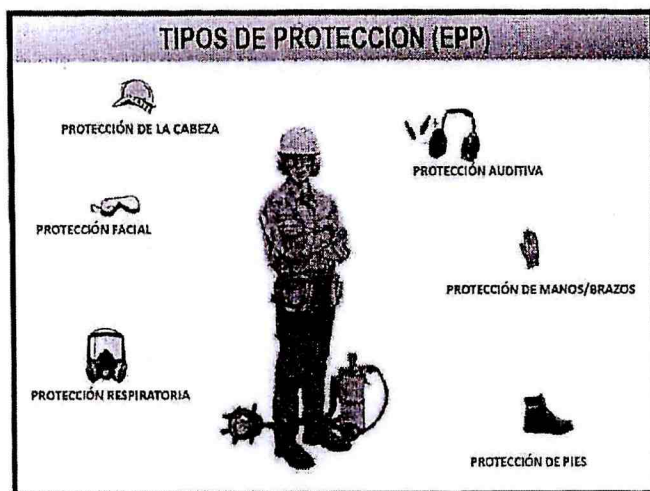 TIPOS DE PROTECCION (EPP)
PROTECCIÓN DE LA CABEZA
PROTECCIÓN AUDITIVA
PROTECCIÓN FACIAL
PROTECCIÓN DE MANOS/BRAZOS
PROTECCIÓN RESPIRATORIA
PROTECCIÓN DE PIES